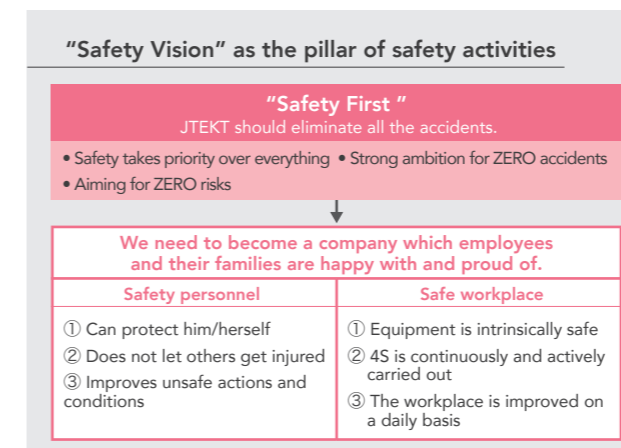 "Safety Vision" as the pillar of safety activities
"Safety First "
JTEKT should eliminate all the accidents.
• Safety takes priority over everything • Strong ambition for ZERO accidents
• Aiming for ZERO risks
We need to become a company which employees
and their families are happy with and proud of.
Safety personnel
① Can protect him/herself
② Does not let others get injured
③ Improves unsafe actions and
conditions
Safe workplace
① Equipment is intrinsically safe
② 4S is continuously and actively
carried out
③ The workplace is improved on
a daily basis